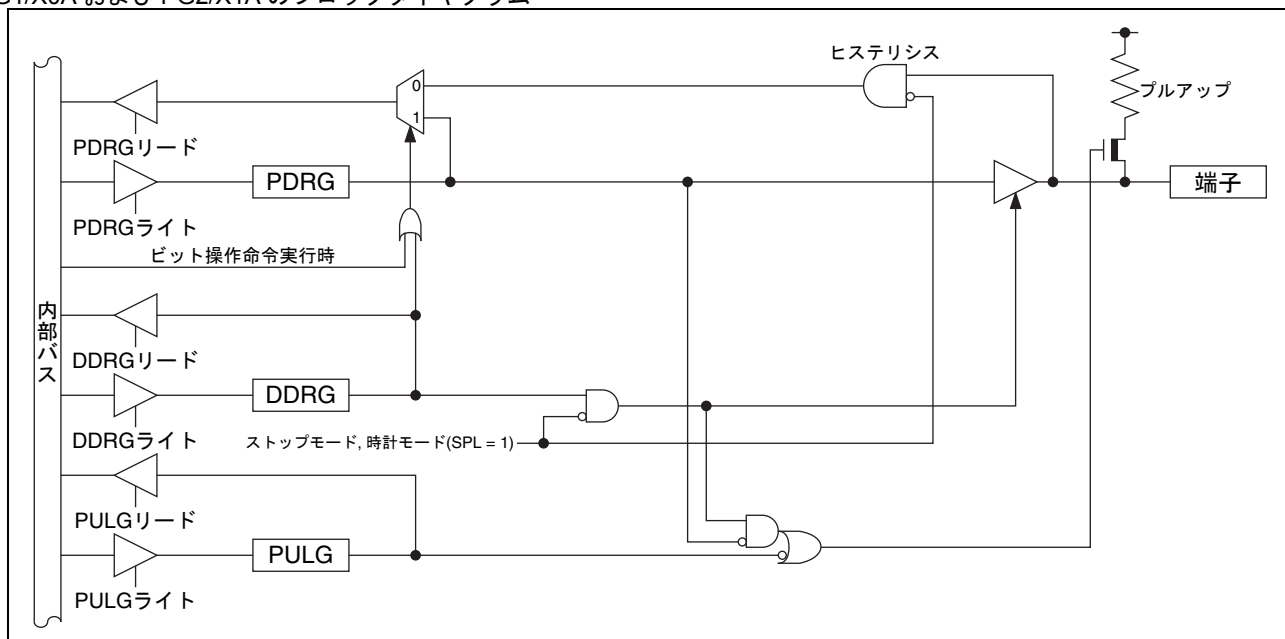 ヒステリシス
プルアップ
0
1
PDRGリード
PDRG
端子
PDRGライト
ビット操作命令実行時
内部バス
DDRGリード
DDRG
DDRGライト
ストップモード, 時計モード(SPL = 1)
PULGリード
PULG
PULGライト